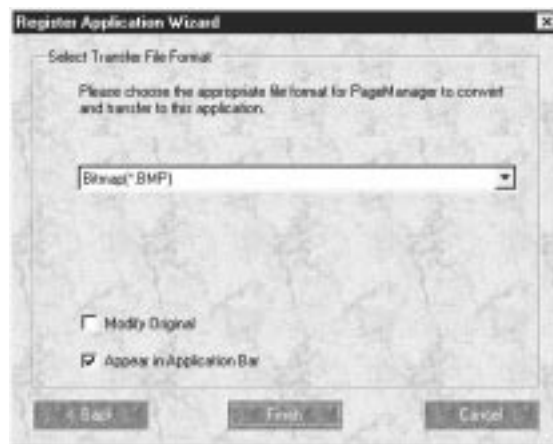 Register Application Wizard
Select Transfer File Format
Please choose the appropriate file format for PageManager to convert
and transfer to this application.
Bitmap(*.BMP)
Modify Original
Appear in Application Bar
< Back
Finish
Cancel